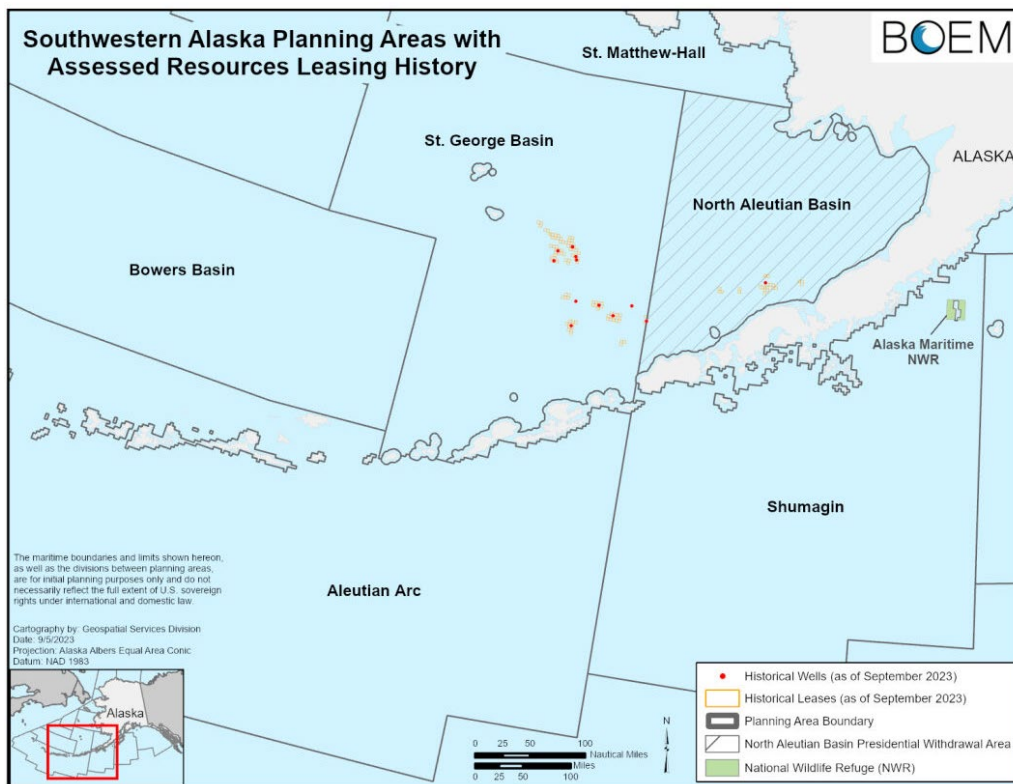 Southwestern Alaska Planning Areas with
Assessed Resources Leasing History
St. Matthew-Hall
BOEM
St. George Basin
ALASKA
North Aleutian Basin
Bowers Basin
Alaska Maritime
NWR
Shumagin
Aleutian Arc
The maritime boundaries and limits shown hereon,
as well as the divisions between planning areas,
are for initial planning purposes only and do not
necessarily reflect the full extent of U.S. sovereign
rights under international and domestic law.
Cartography by: Geospatial Services Division
Date: 9/5/2023
Projection: Alaska Albers Equal Area Conic
Datum: NAD 1983
Alaska
0 50 100
Nautical Miles
Miles
0 50 100
N
Historical Wells (as of September 2023)
Historical Leases (as of September 2023)
Planning Area Boundary
North Aleutian Basin Presidential Withdrawal Area
National Wildlife Refuge (NWR)